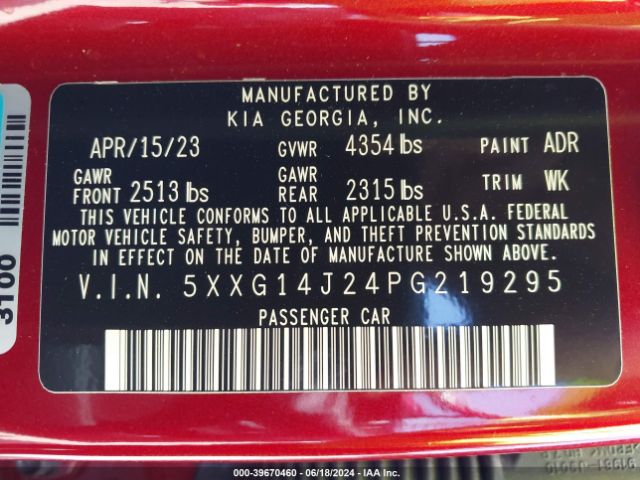 MANUFACTURED BY
KIA GEORGIA, INC.
APR/15/23 GVWR 4354 lbs PAINT ADR
GAWR FRONT 2513 lbs GAWR REAR 2315 lbs TRIM WK
THIS VEHICLE CONFORMS TO ALL APPLICABLE U.S.A. FEDERAL
MOTOR VEHICLE SAFETY, BUMPER, AND THEFT PREVENTION STANDARDS
IN EFFECT ON THE DATE OF MANUFACTURE SHOWN ABOVE.
V.I.N. 5XXG14J24PG219295
PASSENGER CAR
3100
00 - 39670460 - 06/18/2024 - IAA Inc.